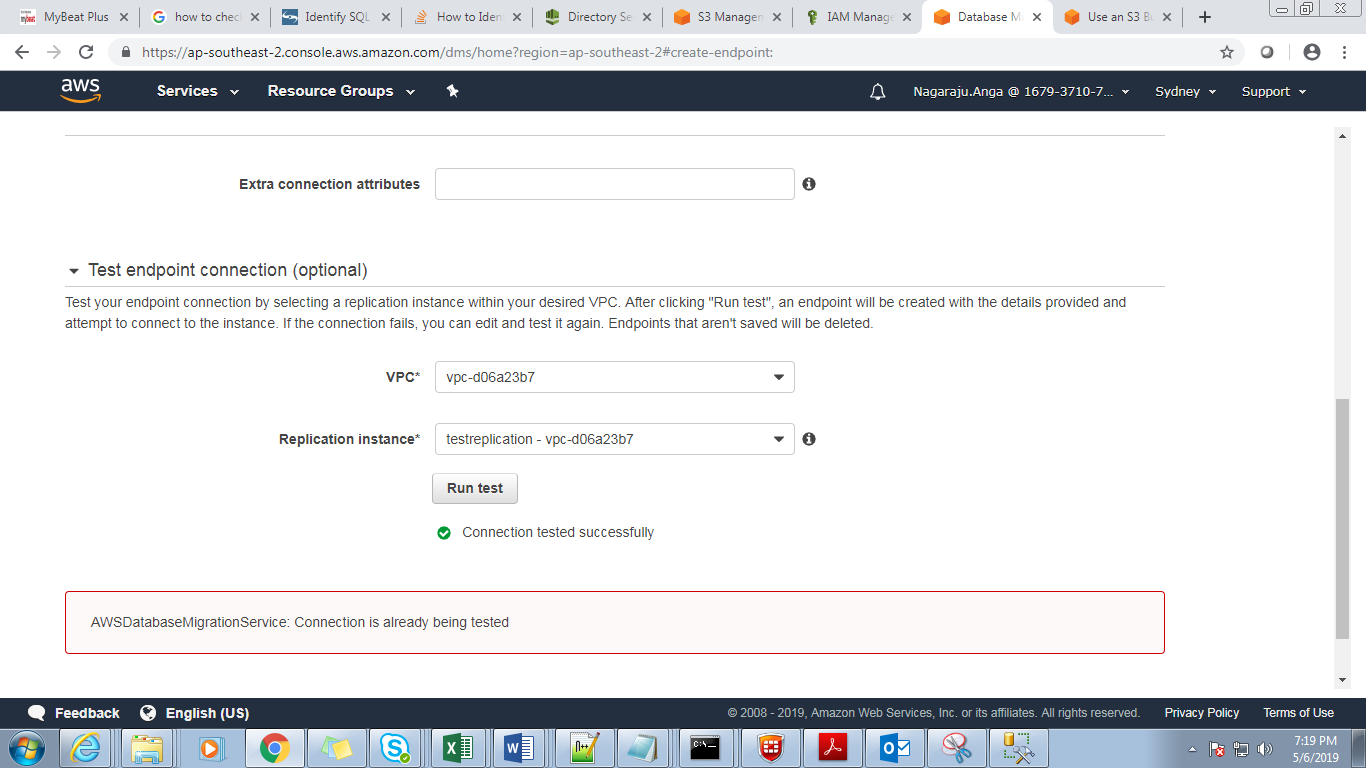 MyBeat Plus
how to chec
Identify SQL
How to Iden
Directory Se
S3 Managem
IAM Manage
Database M
Use an S3 B
https://ap-southeast-2.console.aws.amazon.com/dms/home?region=ap-southeast-2#create-endpoint:
aws
Services
Resource Groups
Nagaraju.Anga @ 1679-3710-7...
Sydney
Support
Extra connection attributes
Test endpoint connection (optional)
Test your endpoint connection by selecting a replication instance within your desired VPC. After clicking "Run test", an endpoint will be created with the details provided and
attempt to connect to the instance. If the connection fails, you can edit and test it again. Endpoints that aren't saved will be deleted.
VPC* vpc-d06a23b7
Replication instance* testreplication - vpc-d06a23b7
Run test
Connection tested successfully
AWSDatabaseMigrationService: Connection is already being tested
Feedback
English (US)
© 2008 - 2019, Amazon Web Services, Inc. or its affiliates. All rights reserved.
Privacy Policy
Terms of Use
7:19 PM
5/6/2019